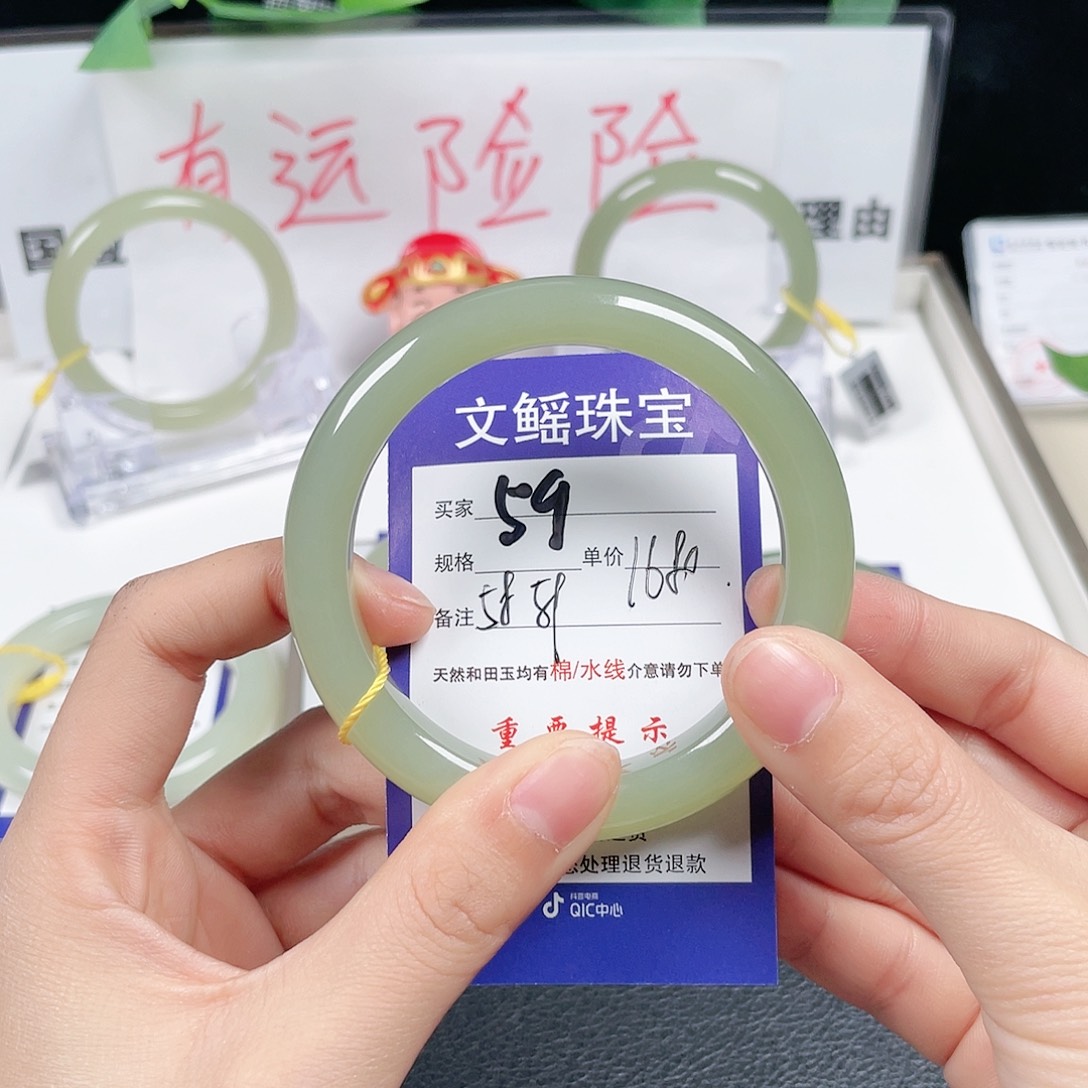 有运险险
国
理由
文鳐珠宝
买家 59
规格 单价 1680
备注 58 5f
天然和田玉均有棉/水线介意请勿下单
重要提示
处理退货退款
抖音电商
QIC中心